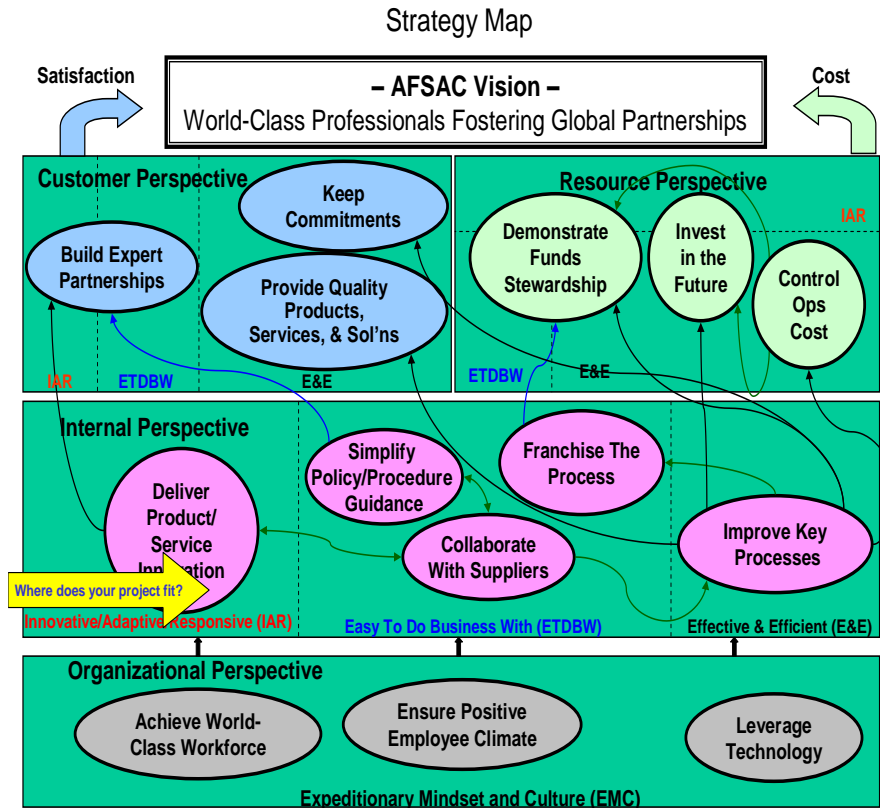 Strategy Map
Satisfaction
Cost
– AFSAC Vision –
World-Class Professionals Fostering Global Partnerships
Customer Perspective
Keep
Commitments
Build Expert
Partnerships
Provide Quality
Products,
Services, & Sol'ns
IAR
ETDBW
E&E
Resource Perspective
IAR
Demonstrate
Funds
Stewardship
Invest
in the
Future
Control
Ops
Cost
ETDBW
E&E
Internal Perspective
Deliver
Product/
Service
Innovation
Simplify
Policy/Procedure
Guidance
Franchise The
Process
Collaborate
With Suppliers
Improve Key
Processes
Where does your project fit?
Innovative/Adaptive Responsive (IAR)
Easy To Do Business With (ETDBW)
Effective & Efficient (E&E)
Organizational Perspective
Achieve World-
Class Workforce
Ensure Positive
Employee Climate
Leverage
Technology
Expeditionary Mindset and Culture (EMC)